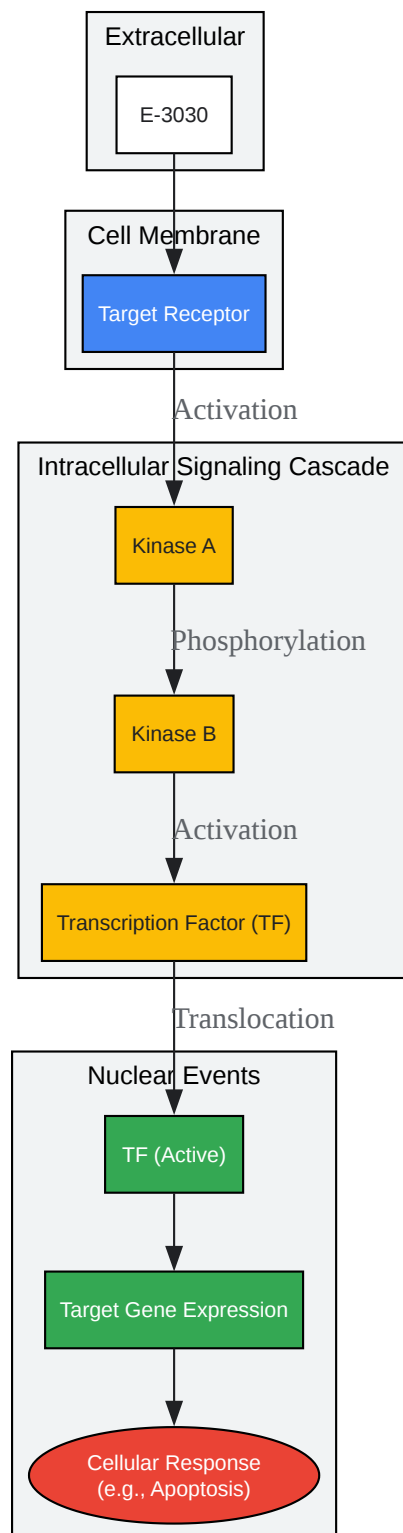 Extracellular
E-3030
Cell Membrane
Target Receptor
Activation
Intracellular Signaling Cascade
Kinase A
Phosphorylation
Kinase B
Activation
Transcription Factor (TF)
Translocation
Nuclear Events
TF (Active)
Target Gene Expression
Cellular Response
(e.g., Apoptosis)